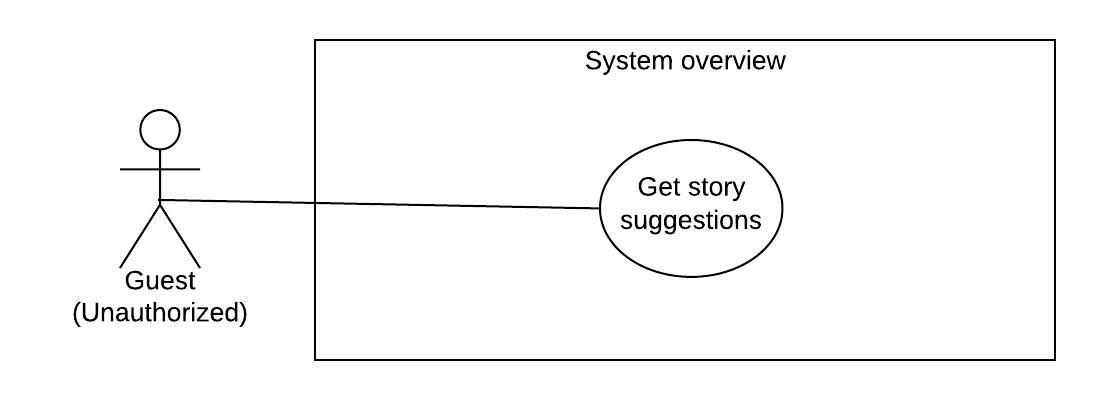 System overview
Get story
suggestions
Guest
(Unauthorized)